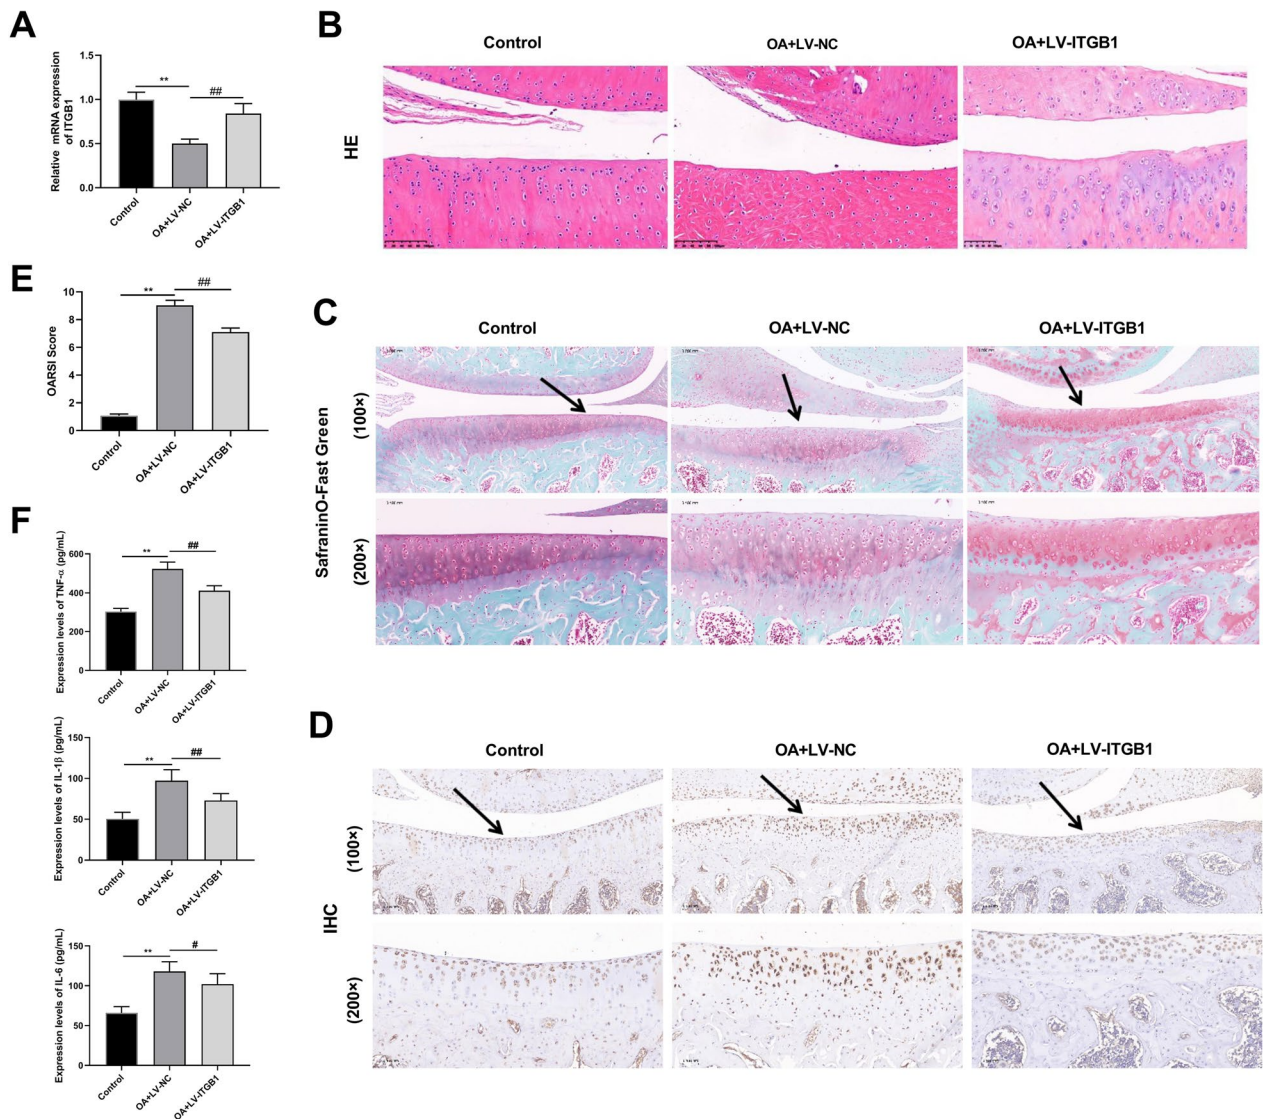 A
Relative mRNA expression
of ITGB1
1.5
1.0
0.5
0.0
**
##
Control
OA+LV-NC
OA+LV-ITGB1
B
Control
OA+LV-NC
OA+LV-ITGB1
HE
E
OARSI Score
10
8
6
4
2
0
**
##
Control
OA+LV-NC
OA+LV-ITGB1
C
Control
OA+LV-NC
OA+LV-ITGB1
SafraninO-Fast Green
(100×)
(200×)
F
Expression levels of TNF-α (pg/mL)
600
400
200
0
**
##
Control
OA+LV-NC
OA+LV-ITGB1
Expression levels of IL-1β (pg/mL)
150
100
50
0
**
##
Control
OA+LV-NC
OA+LV-ITGB1
Expression levels of IL-6 (pg/mL)
150
100
50
0
**
#
Control
OA+LV-NC
OA+LV-ITGB1
D
Control
OA+LV-NC
OA+LV-ITGB1
IHC
(100×)
(200×)